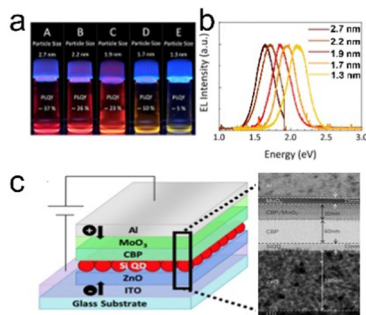 a
A B C D E
Particle Size Particle Size Particle Size Particle Size Particle Size
2.7 nm 2.2 nm 1.9 nm 1.7 nm 1.3 nm
PLQY PLQY PLQY PLQY PLQY
~ 37 % ~ 26 % ~ 23 % ~ 10 % ~ 5 %
b
EL Intensity (a.u.)
2.7 nm
2.2 nm
1.9 nm
1.7 nm
1.3 nm
1.0 1.5 2.0 2.5 3.0
Energy (eV)
c
Al
MoO₃
CBP
Si QD
ZnO
ITO
Glass Substrate
CBP/MoO₃
CBP